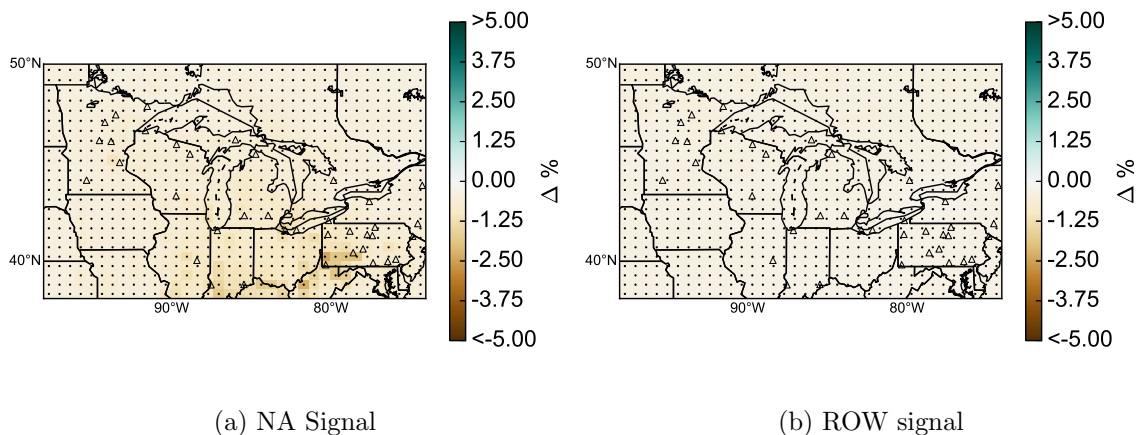 >5.00
3.75
2.50
1.25
0.00
-1.25
-2.50
-3.75
<-5.00
Δ %
50°N
40°N
90°W
80°W
(a) NA Signal
>5.00
3.75
2.50
1.25
0.00
-1.25
-2.50
-3.75
<-5.00
Δ %
50°N
40°N
90°W
80°W
(b) ROW signal